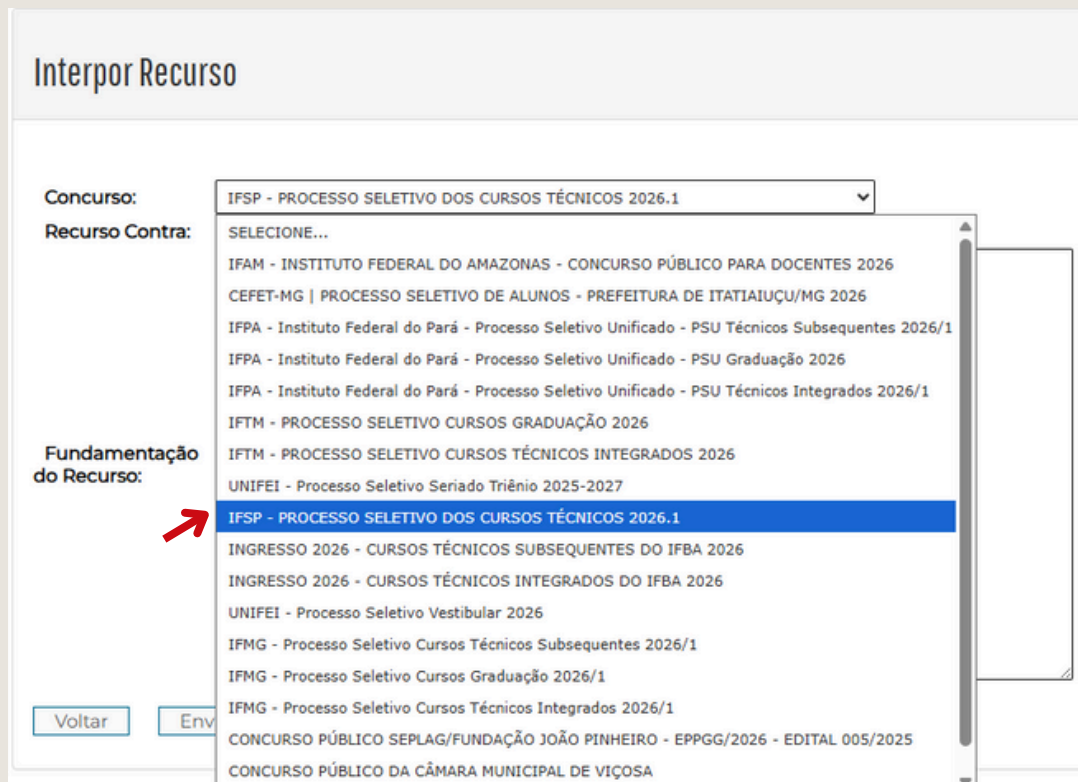 Interpor Recurso
Concurso:
IFSP - PROCESSO SELETIVO DOS CURSOS TÉCNICOS 2026.1
Recurso Contra:
SELECIONE...
IFAM - INSTITUTO FEDERAL DO AMAZONAS - CONCURSO PÚBLICO PARA DOCENTES 2026
CEFET-MG | PROCESSO SELETIVO DE ALUNOS - PREFEITURA DE ITATIAIUÇU/MG 2026
IFPA - Instituto Federal do Pará - Processo Seletivo Unificado - PSU Técnicos Subsequentes 2026/1
IFPA - Instituto Federal do Pará - Processo Seletivo Unificado - PSU Graduação 2026
IFPA - Instituto Federal do Pará - Processo Seletivo Unificado - PSU Técnicos Integrados 2026/1
IFTM - PROCESSO SELETIVO CURSOS GRADUAÇÃO 2026
Fundamentação
do Recurso:
IFTM - PROCESSO SELETIVO CURSOS TÉCNICOS INTEGRADOS 2026
UNIFEI - Processo Seletivo Seriado Triênio 2025-2027
IFSP - PROCESSO SELETIVO DOS CURSOS TÉCNICOS 2026.1
INGRESSO 2026 - CURSOS TÉCNICOS SUBSEQUENTES DO IFBA 2026
INGRESSO 2026 - CURSOS TÉCNICOS INTEGRADOS DO IFBA 2026
UNIFEI - Processo Seletivo Vestibular 2026
IFMG - Processo Seletivo Cursos Técnicos Subsequentes 2026/1
IFMG - Processo Seletivo Cursos Graduação 2026/1
IFMG - Processo Seletivo Cursos Técnicos Integrados 2026/1
CONCURSO PÚBLICO SEPLAG/FUNDAÇÃO JOÃO PINHEIRO - EPPGG/2026 - EDITAL 005/2025
CONCURSO PÚBLICO DA CÂMARA MUNICIPAL DE VIÇOSA
Voltar
Env